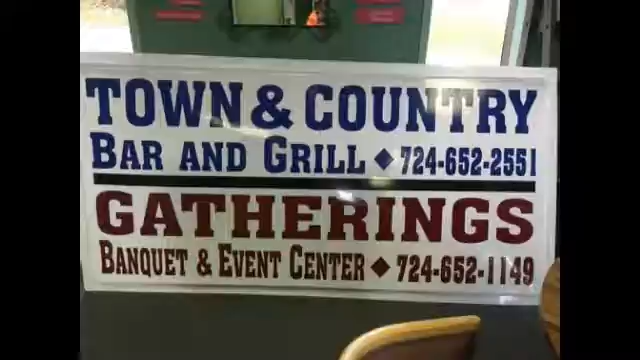 TOWN & COUNTRY
BAR AND GRILL ◆ 724-652-2551
GATHERINGS
BANQUET & EVENT CENTER ◆ 724-652-1149